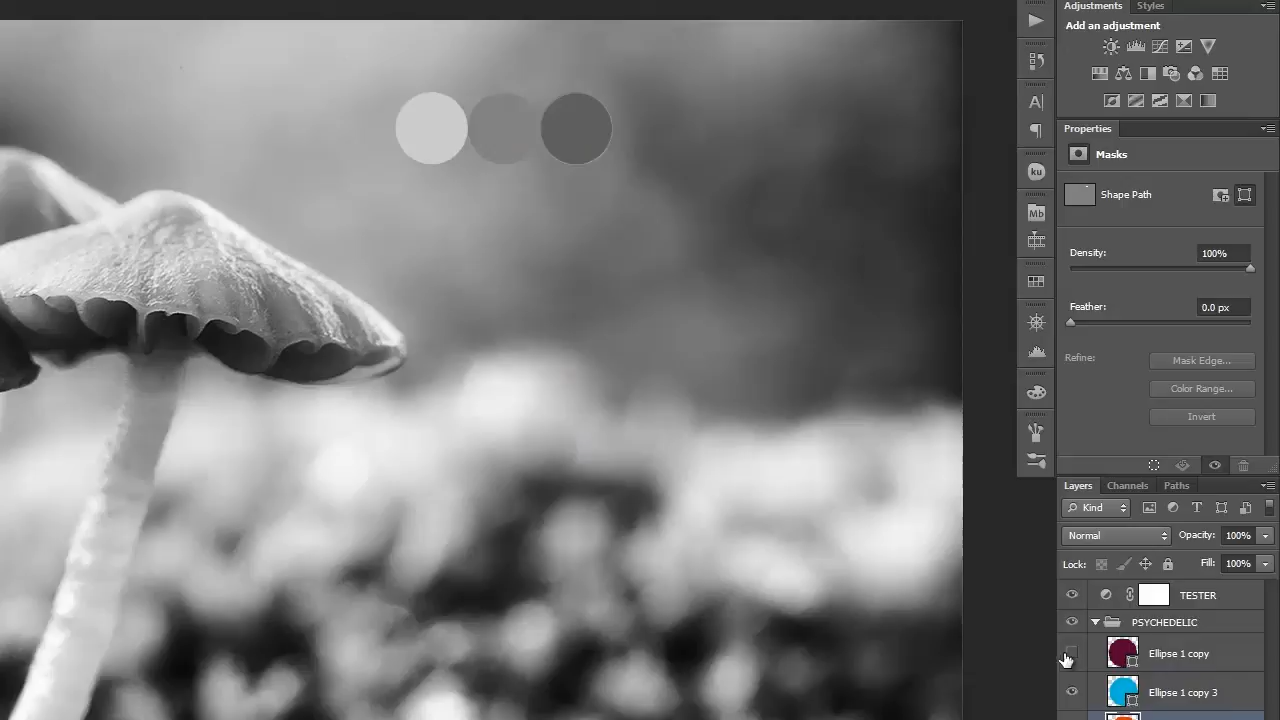 Adjustments Styles
Add an adjustment
A|
Properties
ku
Masks
Shape Path
Mb
Density: 100%
Feather: 0.0 px
Refine: Mask Edge...
Color Range...
Invert
Layers Channels Paths
Kind T
Normal Opacity: 100%
Lock: Fill: 100%
TESTER
PSYCHEDELIC
Ellipse 1 copy
Ellipse 1 copy 3